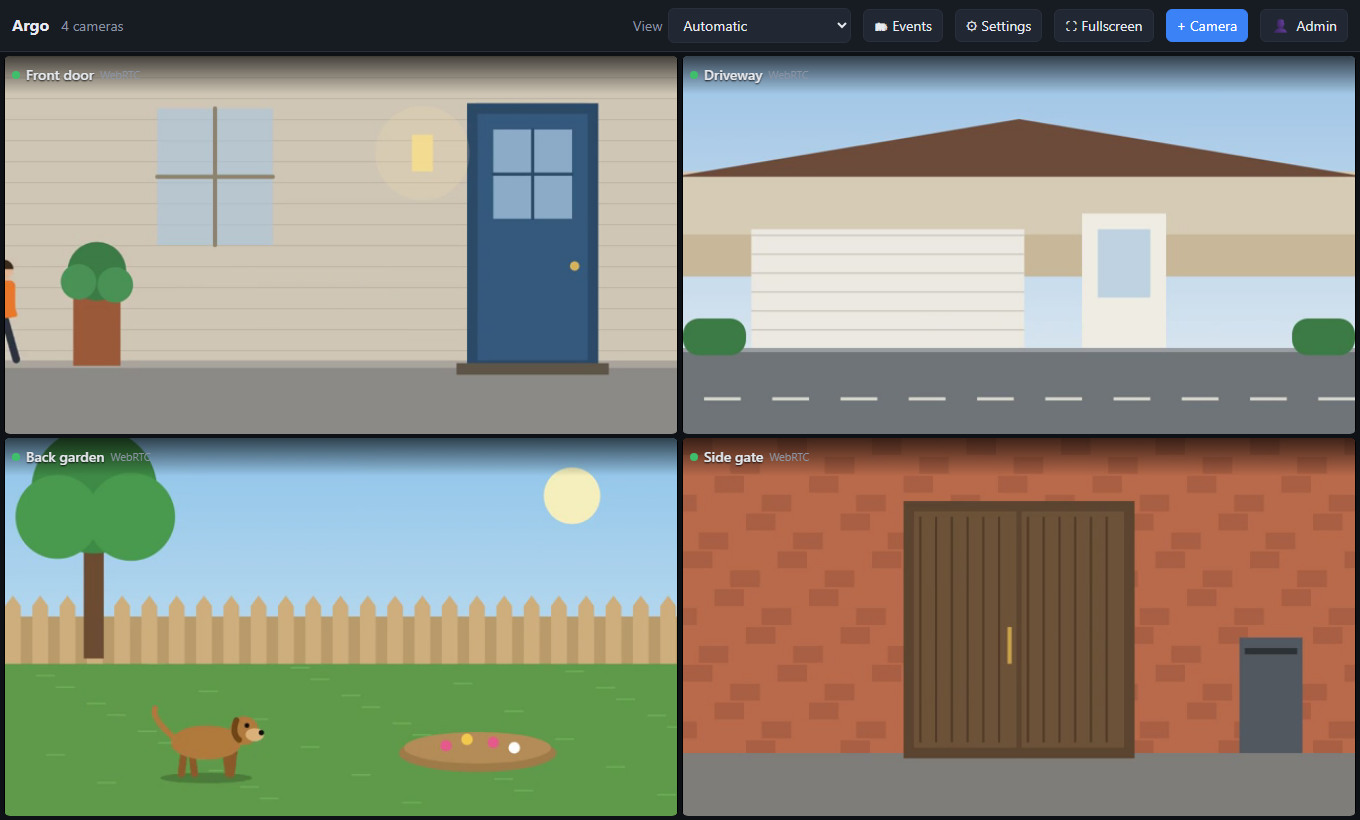 Argo 4 cameras View Automatic Events Settings Fullscreen + Camera Admin
Front door WebRTC
Driveway WebRTC
Back garden WebRTC
Side gate WebRTC